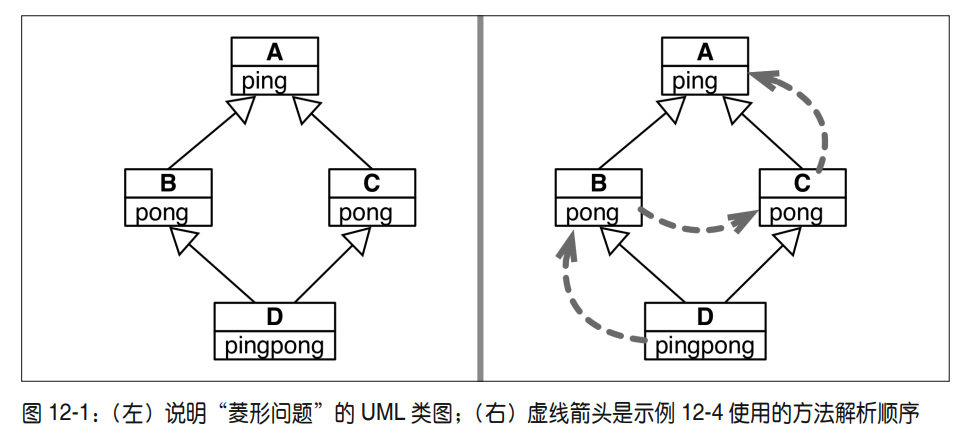 A
ping
B
pong
C
pong
D
pingpong
A
ping
B
pong
C
pong
D
pingpong
图 12-1：（左）说明“菱形问题”的 UML 类图；（右）虚线箭头是示例 12-4 使用的方法解析顺序